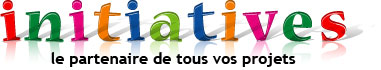 initiatives
le partenaire de tous vos projets